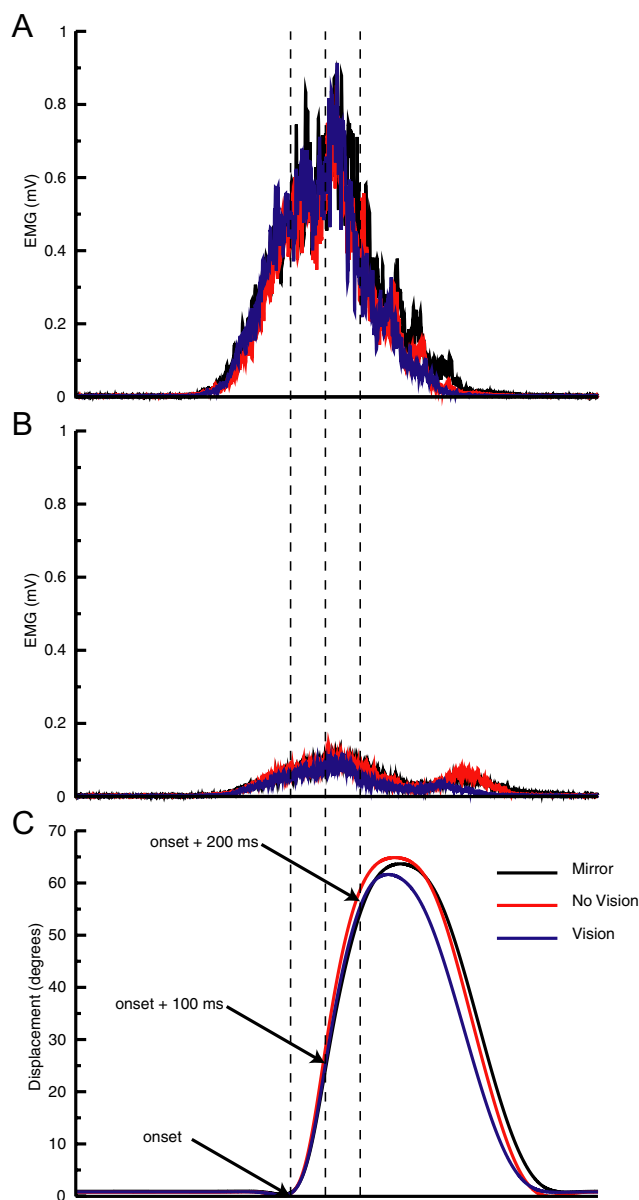 A
1
0.8
0.6
0.4
0.2
0
EMG (mV)
B
1
0.8
0.6
0.4
0.2
0
EMG (mV)
C
70
60
50
40
30
20
10
0
Displacement (degrees)
onset + 200 ms
onset + 100 ms
onset
Mirror
No Vision
Vision